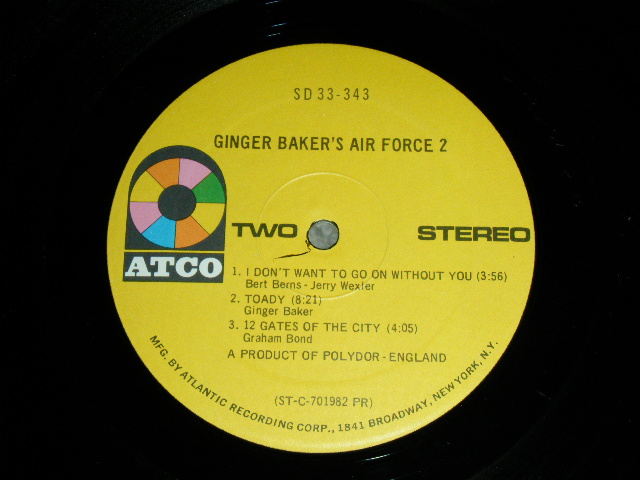 SD 33-343
GINGER BAKER'S AIR FORCE 2
ATCO
TWO
STEREO
1. I DON'T WANT TO GO ON WITHOUT YOU (3:56)
Bert Berns - Jerry Wexler
2. TOADY (8:21)
Ginger Baker
3. 12 GATES OF THE CITY (4:05)
Graham Bond
A PRODUCT OF POLYDOR - ENGLAND
(ST-C-701982 PR)
MFG. BY ATLANTIC RECORDING CORP., 1841 BROADWAY, NEW YORK, N.Y.